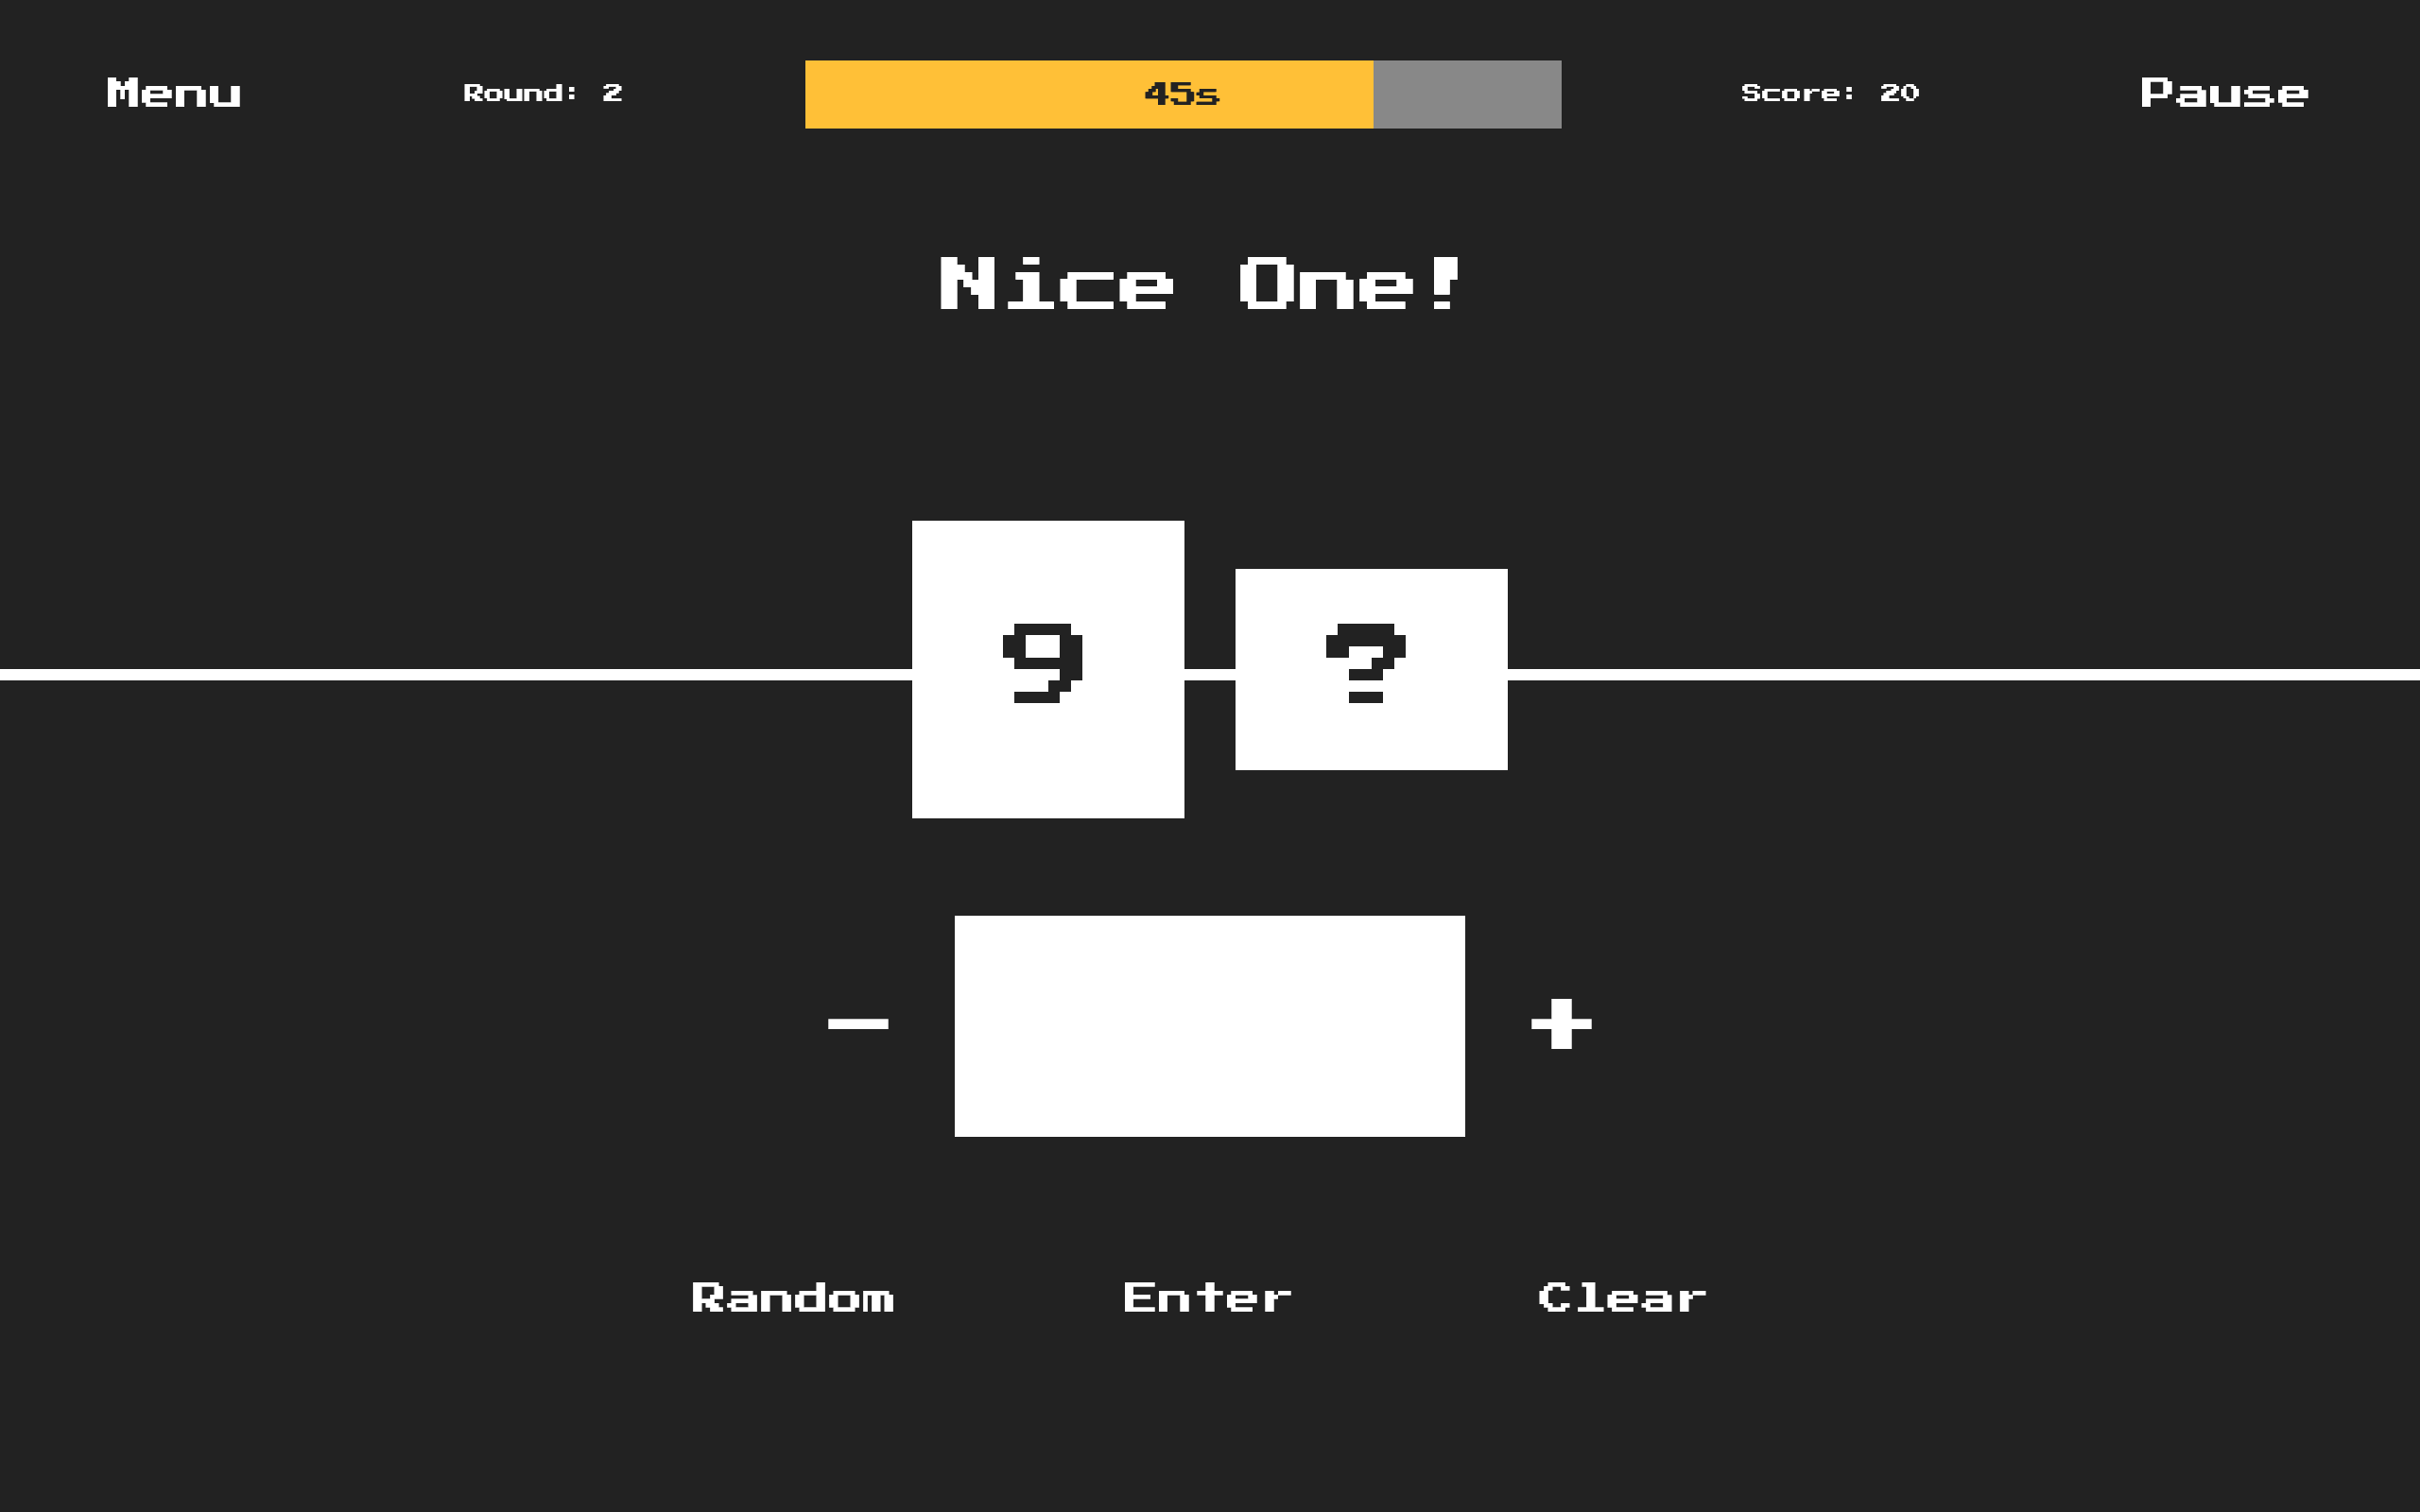 Menu Round: 2 45s Score: 20 Pause
Nice One!
9 ?
- +
Random Enter Clear